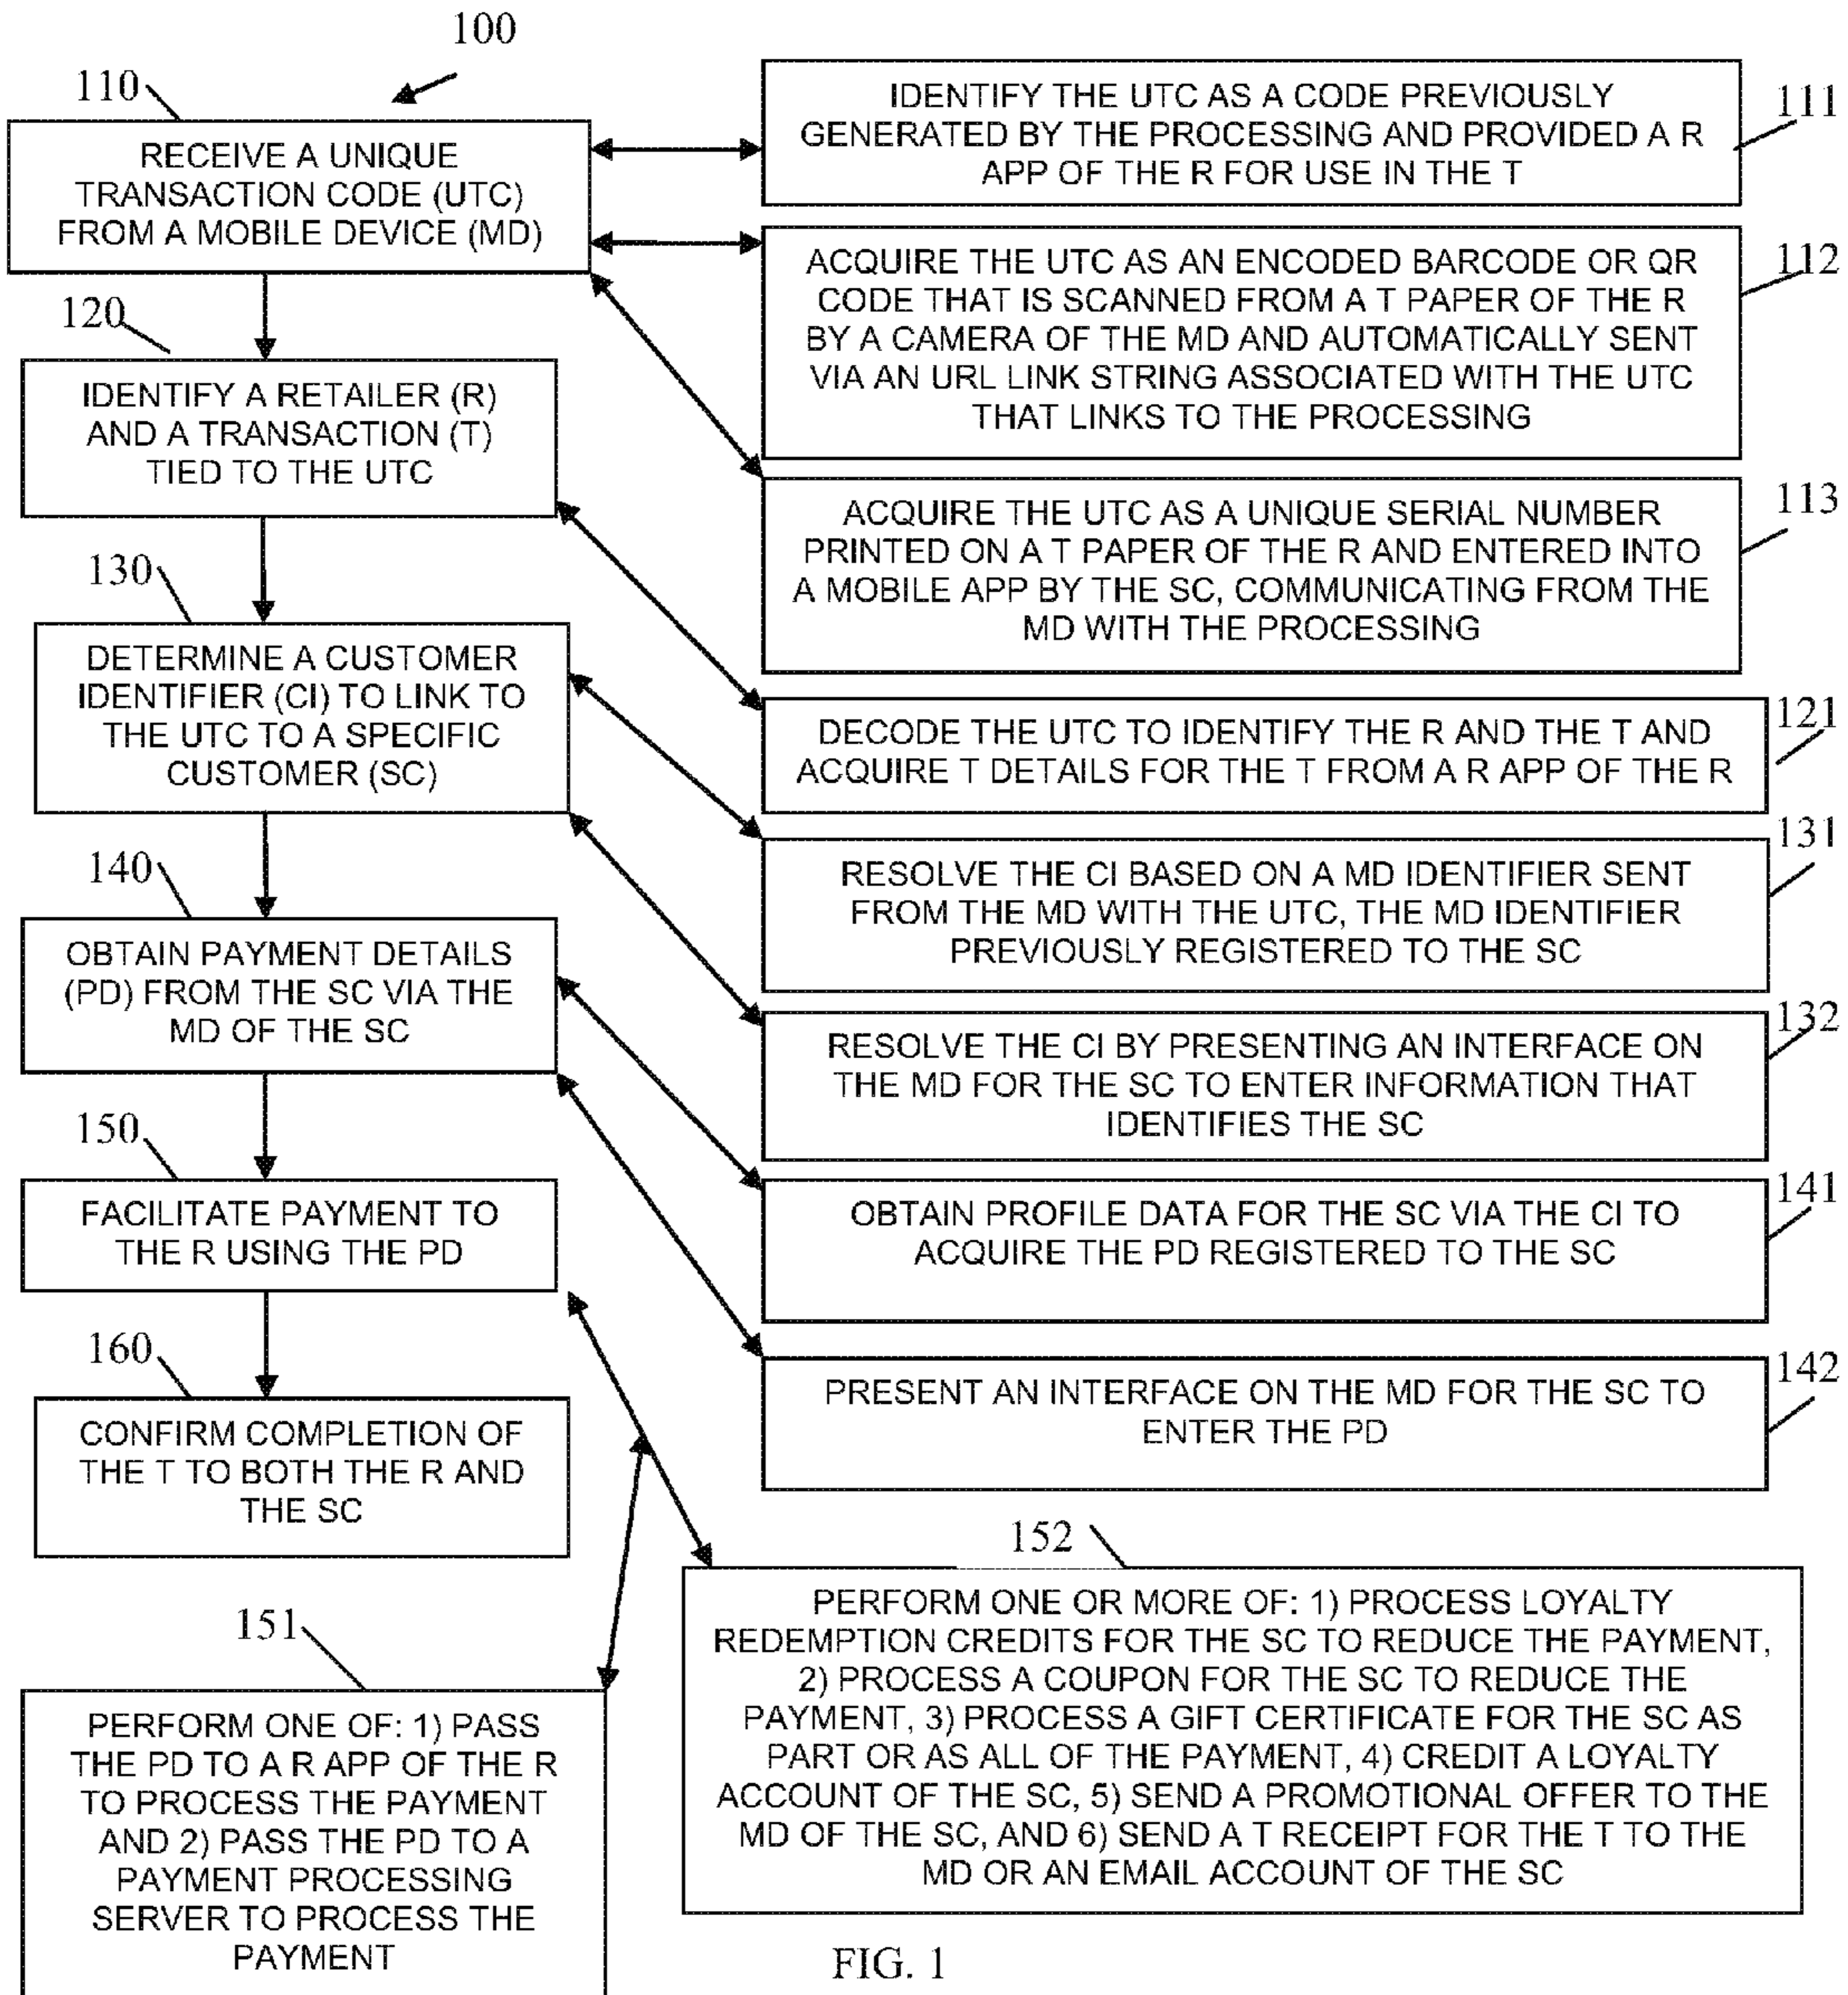 100
110
RECEIVE A UNIQUE
TRANSACTION CODE (UTC)
FROM A MOBILE DEVICE (MD)
111
IDENTIFY THE UTC AS A CODE PREVIOUSLY
GENERATED BY THE PROCESSING AND PROVIDED A R
APP OF THE R FOR USE IN THE T
112
ACQUIRE THE UTC AS AN ENCODED BARCODE OR QR
CODE THAT IS SCANNED FROM A T PAPER OF THE R
BY A CAMERA OF THE MD AND AUTOMATICALLY SENT
VIA AN URL LINK STRING ASSOCIATED WITH THE UTC
THAT LINKS TO THE PROCESSING
113
ACQUIRE THE UTC AS A UNIQUE SERIAL NUMBER
PRINTED ON A T PAPER OF THE R AND ENTERED INTO
A MOBILE APP BY THE SC, COMMUNICATING FROM THE
MD WITH THE PROCESSING
120
IDENTIFY A RETAILER (R)
AND A TRANSACTION (T)
TIED TO THE UTC
121
DECODE THE UTC TO IDENTIFY THE R AND THE T AND
ACQUIRE T DETAILS FOR THE T FROM A R APP OF THE R
130
DETERMINE A CUSTOMER
IDENTIFIER (CI) TO LINK TO
THE UTC TO A SPECIFIC
CUSTOMER (SC)
131
RESOLVE THE CI BASED ON A MD IDENTIFIER SENT
FROM THE MD WITH THE UTC, THE MD IDENTIFIER
PREVIOUSLY REGISTERED TO THE SC
132
RESOLVE THE CI BY PRESENTING AN INTERFACE ON
THE MD FOR THE SC TO ENTER INFORMATION THAT
IDENTIFIES THE SC
140
OBTAIN PAYMENT DETAILS
(PD) FROM THE SC VIA THE
MD OF THE SC
141
OBTAIN PROFILE DATA FOR THE SC VIA THE CI TO
ACQUIRE THE PD REGISTERED TO THE SC
142
PRESENT AN INTERFACE ON THE MD FOR THE SC TO
ENTER THE PD
150
FACILITATE PAYMENT TO
THE R USING THE PD
160
CONFIRM COMPLETION OF
THE T TO BOTH THE R AND
THE SC
151
PERFORM ONE OF: 1) PASS
THE PD TO A R APP OF THE R
TO PROCESS THE PAYMENT
AND 2) PASS THE PD TO A
PAYMENT PROCESSING
SERVER TO PROCESS THE
PAYMENT
152
PERFORM ONE OR MORE OF: 1) PROCESS LOYALTY
REDEMPTION CREDITS FOR THE SC TO REDUCE THE PAYMENT,
2) PROCESS A COUPON FOR THE SC TO REDUCE THE
PAYMENT, 3) PROCESS A GIFT CERTIFICATE FOR THE SC AS
PART OR AS ALL OF THE PAYMENT, 4) CREDIT A LOYALTY
ACCOUNT OF THE SC, 5) SEND A PROMOTIONAL OFFER TO THE
MD OF THE SC, AND 6) SEND A T RECEIPT FOR THE T TO THE
MD OR AN EMAIL ACCOUNT OF THE SC
FIG. 1